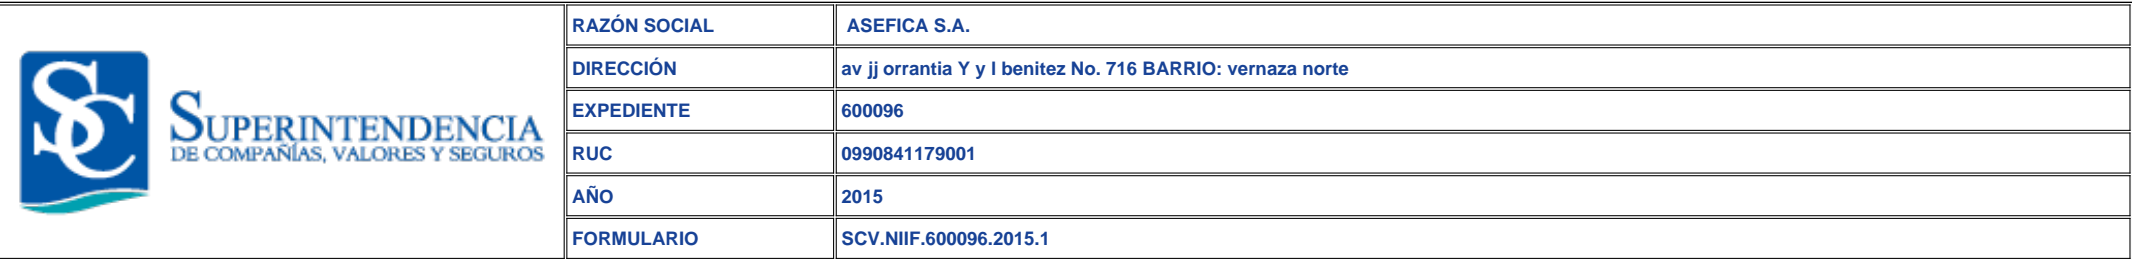 SC
SUPERINTENDENCIA
DE COMPAÑÍAS, VALORES Y SEGUROS
RAZÓN SOCIAL ASEFICA S.A.
DIRECCIÓN av jj orrantia Y y l benitez No. 716 BARRIO: vernaza norte
EXPEDIENTE 600096
RUC 0990841179001
AÑO 2015
FORMULARIO SCV.NIIF.600096.2015.1